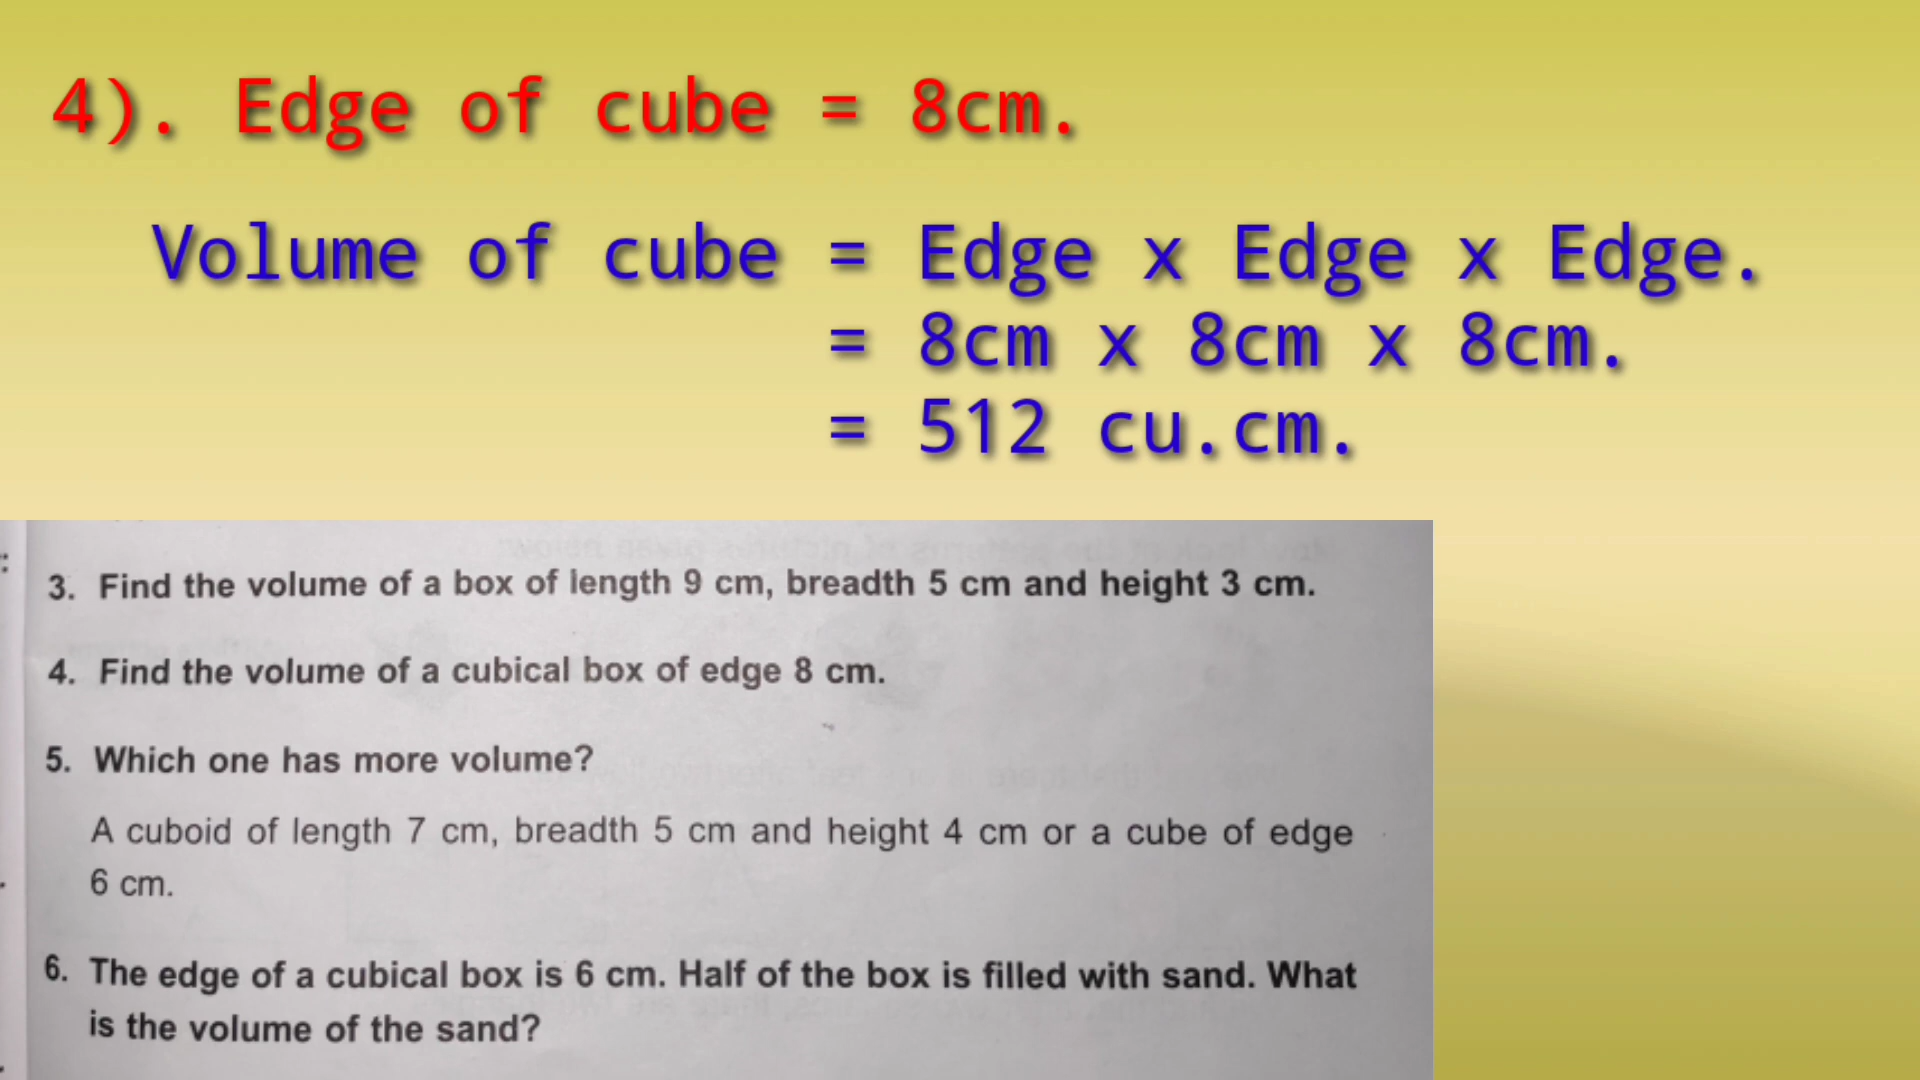 4). Edge of cube = 8cm.
Volume of cube = Edge x Edge x Edge.
= 8cm x 8cm x 8cm.
= 512 cu.cm.
3. Find the volume of a box of length 9 cm, breadth 5 cm and height 3 cm.
4. Find the volume of a cubical box of edge 8 cm.
5. Which one has more volume?
A cuboid of length 7 cm, breadth 5 cm and height 4 cm or a cube of edge
6 cm.
6. The edge of a cubical box is 6 cm. Half of the box is filled with sand. What
is the volume of the sand?